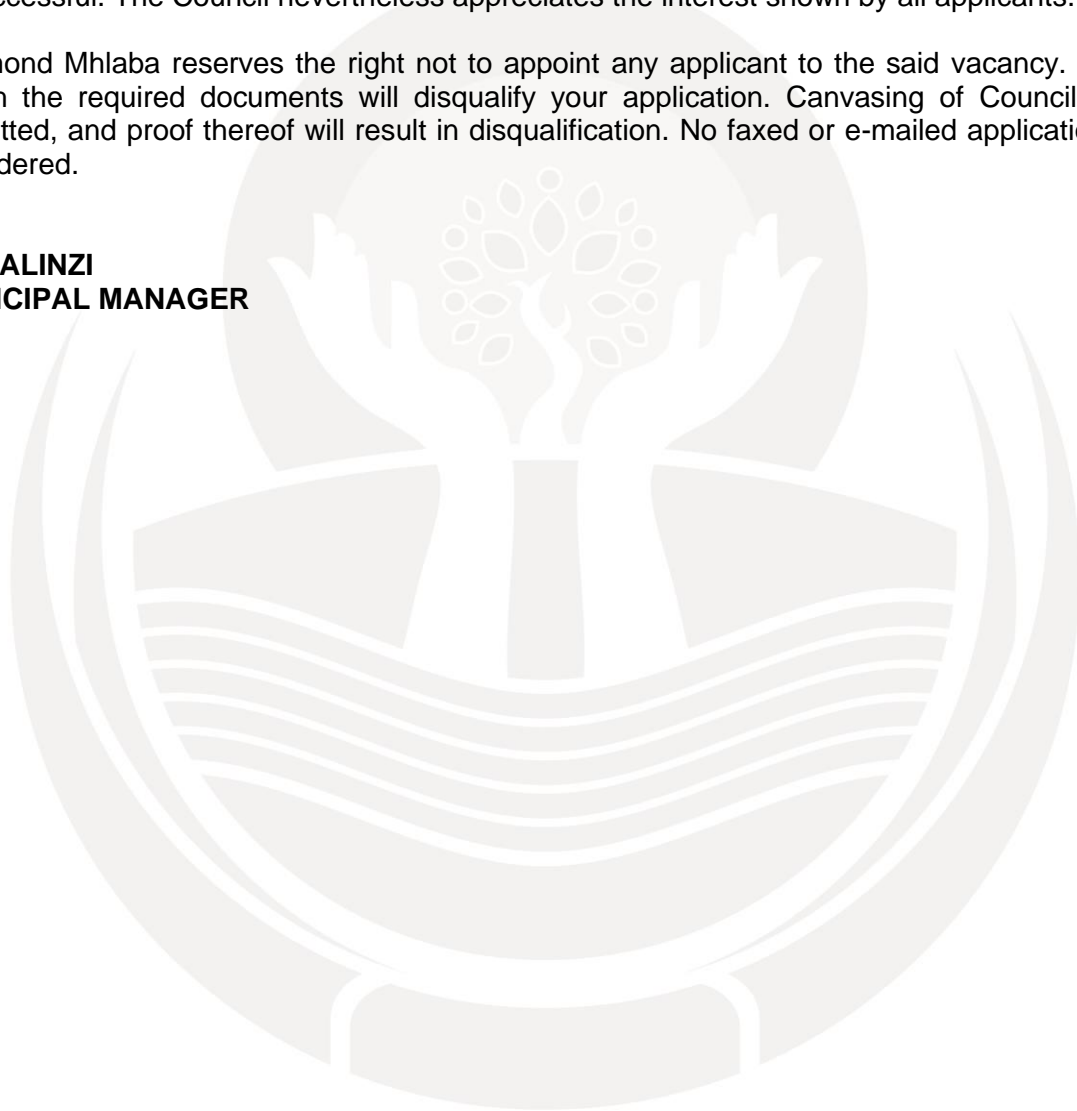 cessful. The Council nevertheless appreciates the interest shown by all applicants.
mond Mhlaba reserves the right not to appoint any applicant to the said vacancy.
the required documents will disqualify your application. Canvasing of Council
tted, and proof thereof will result in disqualification. No faxed or e-mailed applicati
dered.
ALINZI
ICIPAL MANAGER